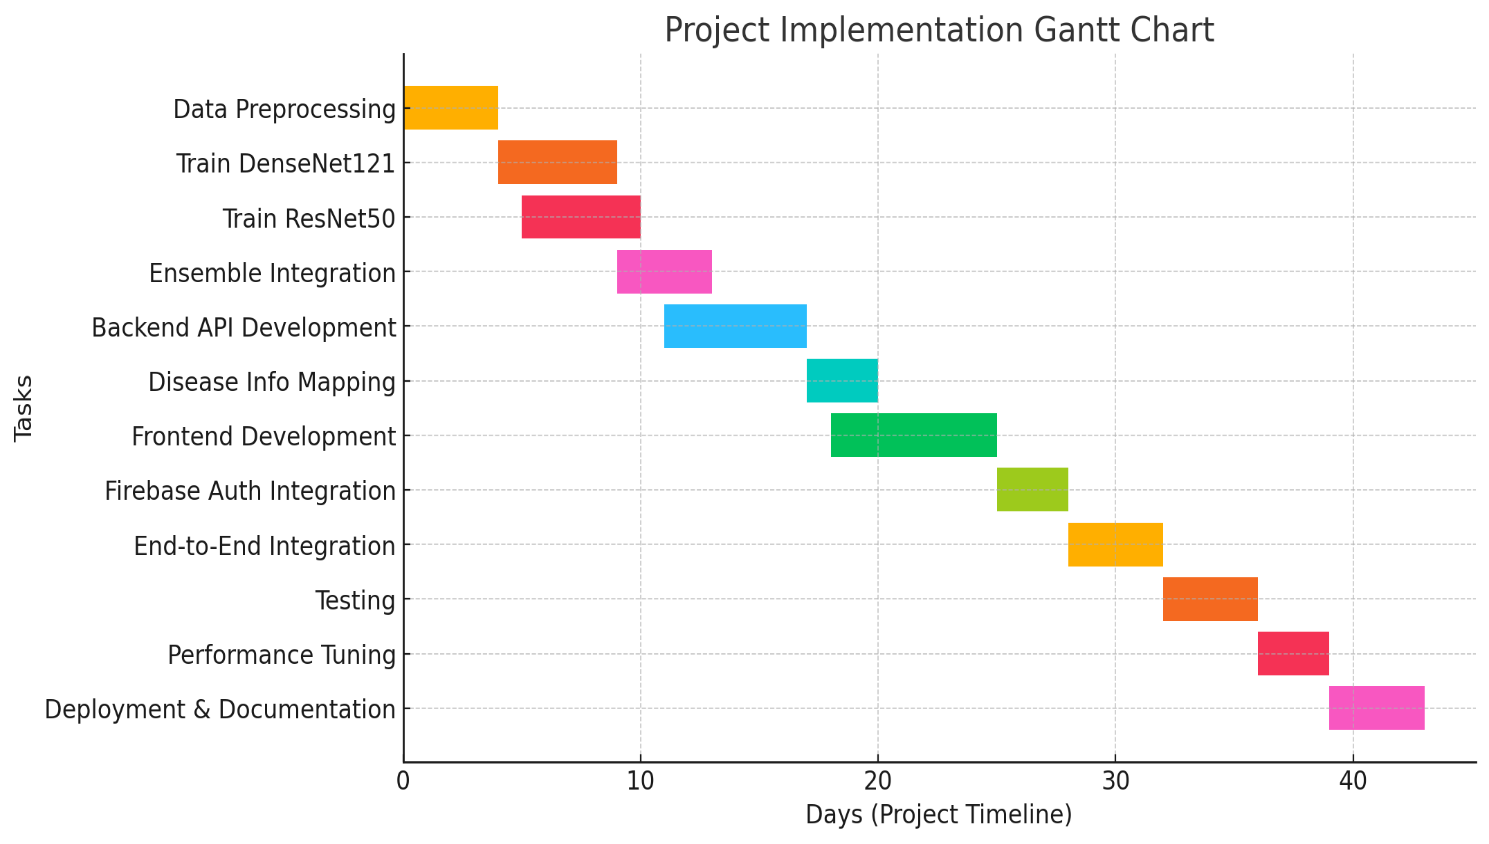 Project Implementation Gantt Chart
Tasks
Data Preprocessing
Train DenseNet121
Train ResNet50
Ensemble Integration
Backend API Development
Disease Info Mapping
Frontend Development
Firebase Auth Integration
End-to-End Integration
Testing
Performance Tuning
Deployment & Documentation
0 10 20 30 40
Days (Project Timeline)